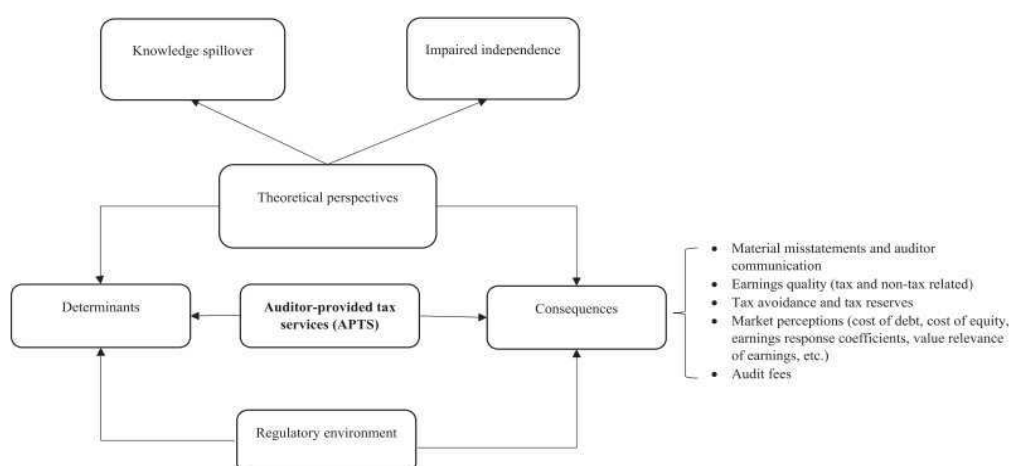 Knowledge spillover
Impaired independence
Theoretical perspectives
Determinants
Auditor-provided tax
services (APTS)
Consequences
• Material misstatements and auditor
communication
• Earnings quality (tax and non-tax related)
• Tax avoidance and tax reserves
• Market perceptions (cost of debt, cost of equity,
earnings response coefficients, value relevance
of earnings, etc.)
• Audit fees
Regulatory environment